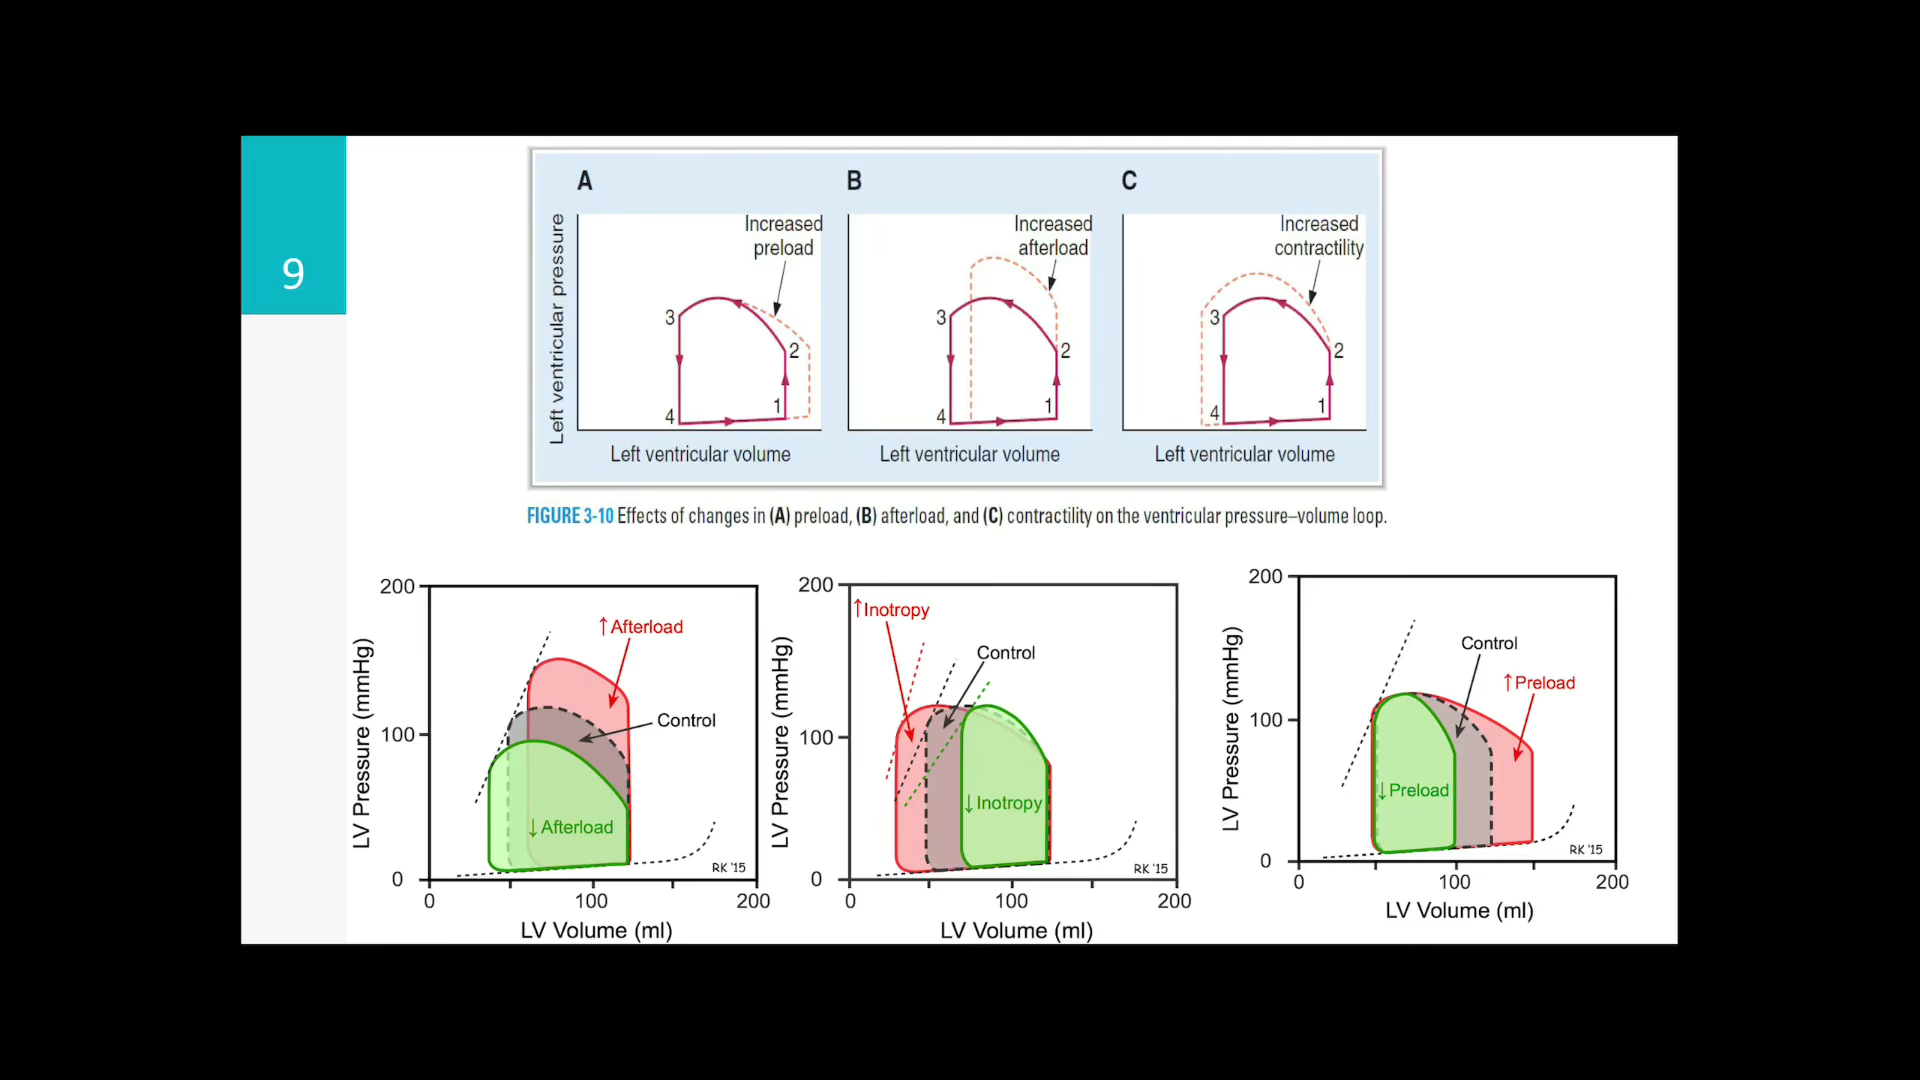 9
A
B
C
Left ventricular pressure
Increased
preload
3
2
1
4
Left ventricular volume
Increased
afterload
3
2
1
4
Left ventricular volume
Increased
contractility
3
2
1
4
Left ventricular volume
FIGURE 3-10 Effects of changes in (A) preload, (B) afterload, and (C) contractility on the ventricular pressure–volume loop.
LV Pressure (mmHg)
200
100
0
↑Afterload
Control
↓Afterload
RK '15
0
100
200
LV Volume (ml)
LV Pressure (mmHg)
200
100
0
↑Inotropy
Control
↓Inotropy
RK '15
0
100
200
LV Volume (ml)
LV Pressure (mmHg)
200
100
0
Control
↑Preload
↓Preload
RK '15
0
100
200
LV Volume (ml)